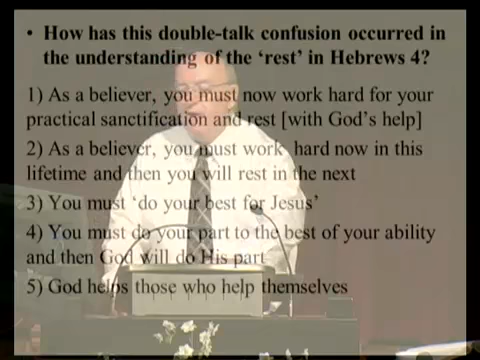 • How has this double-talk confusion occurred in
the understanding of the ‘rest’ in Hebrews 4?
1) As a believer, you must now work hard for your
practical sanctification and rest [with God’s help]
2) As a believer, you must work hard now in this
lifetime and then you will rest in the next
3) You must ‘do your best for Jesus’
4) You must do your part to the best of your ability
and then God will do His part
5) God helps those who help themselves